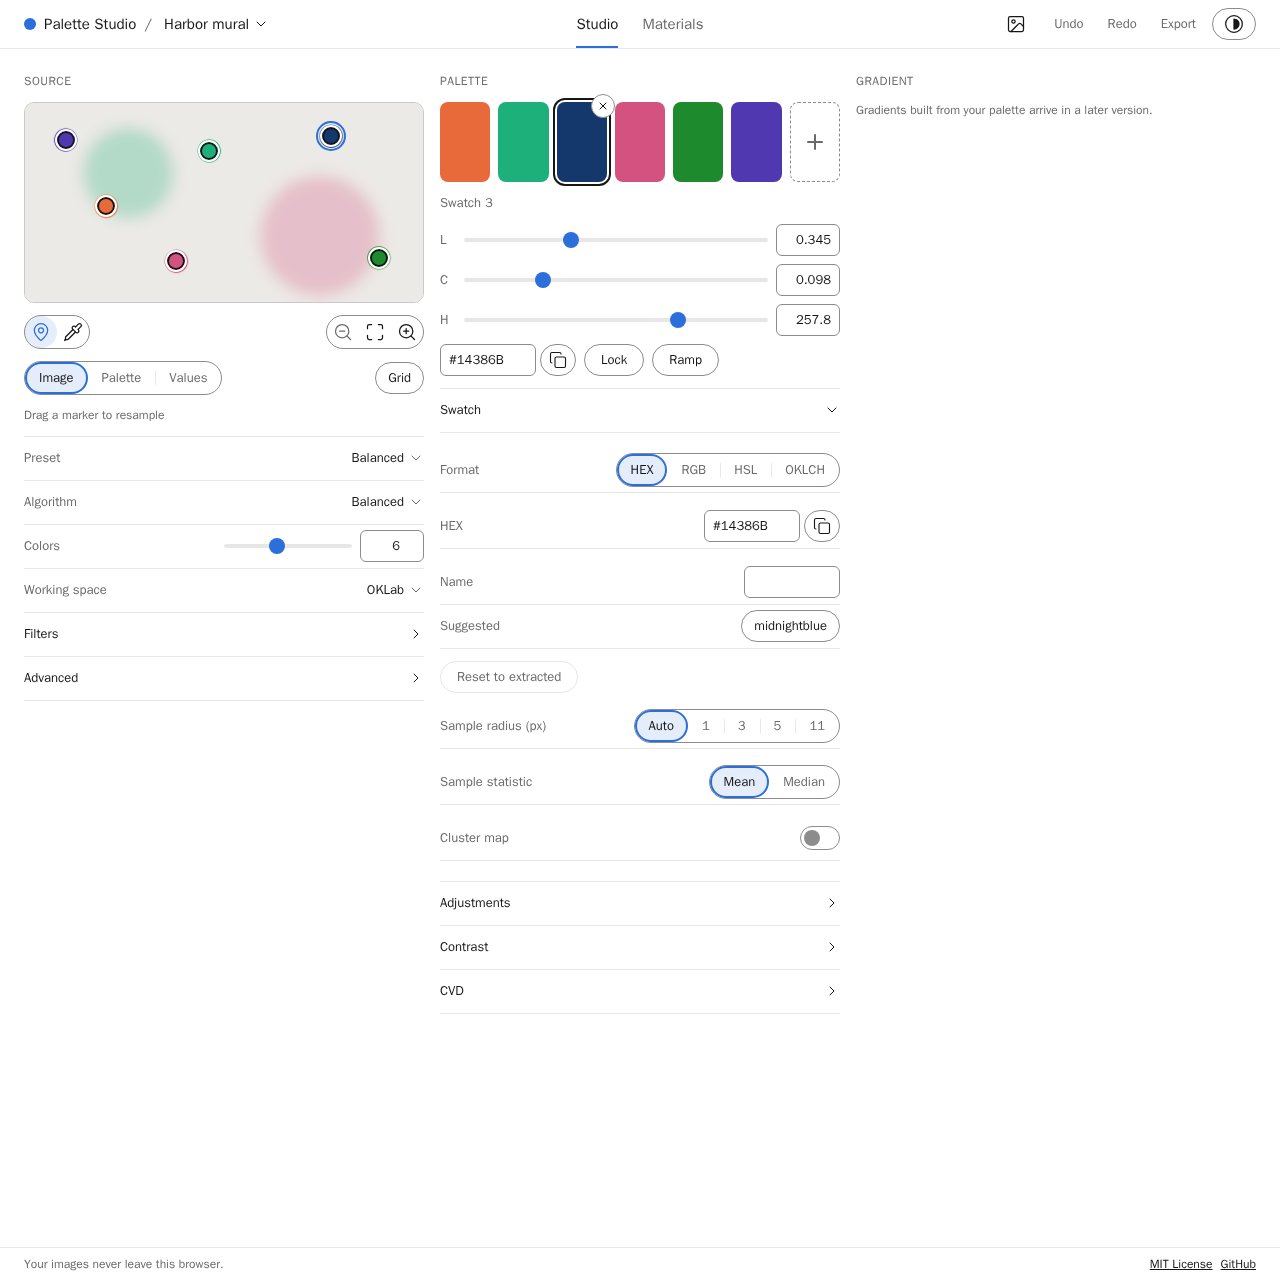 Palette Studio / Harbor mural
Studio Materials
Undo Redo Export
SOURCE
Image Palette Values
Grid
Drag a marker to resample
Preset Balanced
Algorithm Balanced
Colors 6
Working space OKLab
Filters
Advanced
PALETTE
Swatch 3
L 0.345
C 0.098
H 257.8
#14386B Lock Ramp
Swatch
Format HEX RGB HSL OKLCH
HEX #14386B
Name
Suggested midnightblue
Reset to extracted
Sample radius (px) Auto 1 3 5 11
Sample statistic Mean Median
Cluster map
Adjustments
Contrast
CVD
GRADIENT
Gradients built from your palette arrive in a later version.
Your images never leave this browser.
MIT License GitHub